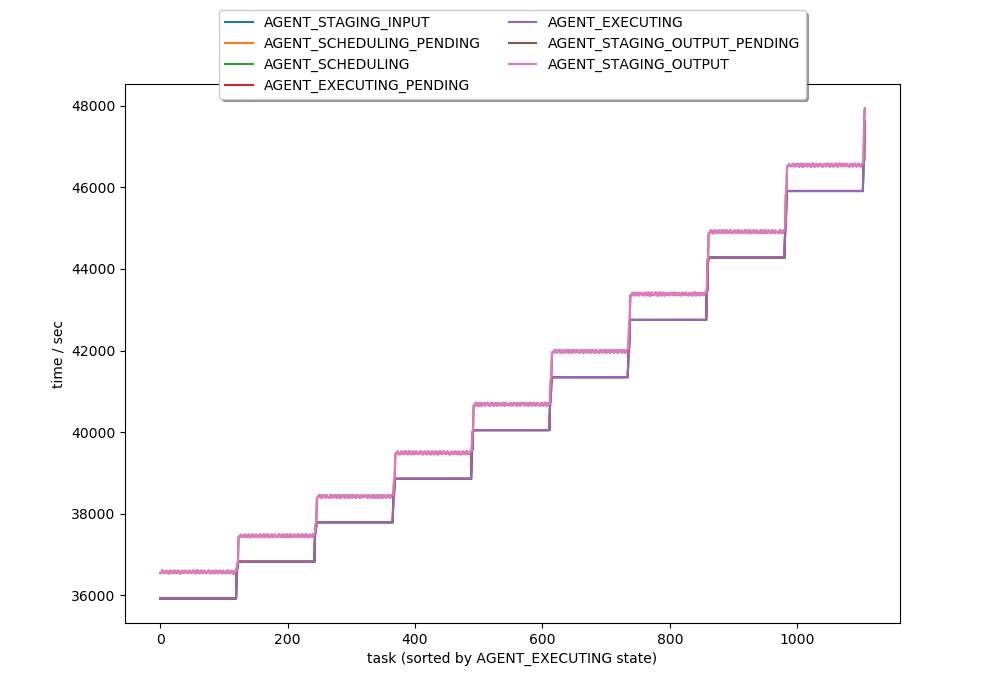 AGENT_STAGING_INPUT
AGENT_SCHEDULING_PENDING
AGENT_SCHEDULING
AGENT_EXECUTING_PENDING
AGENT_EXECUTING
AGENT_STAGING_OUTPUT_PENDING
AGENT_STAGING_OUTPUT
48000
46000
44000
42000
40000
38000
36000
time / sec
0 200 400 600 800 1000
task (sorted by AGENT_EXECUTING state)